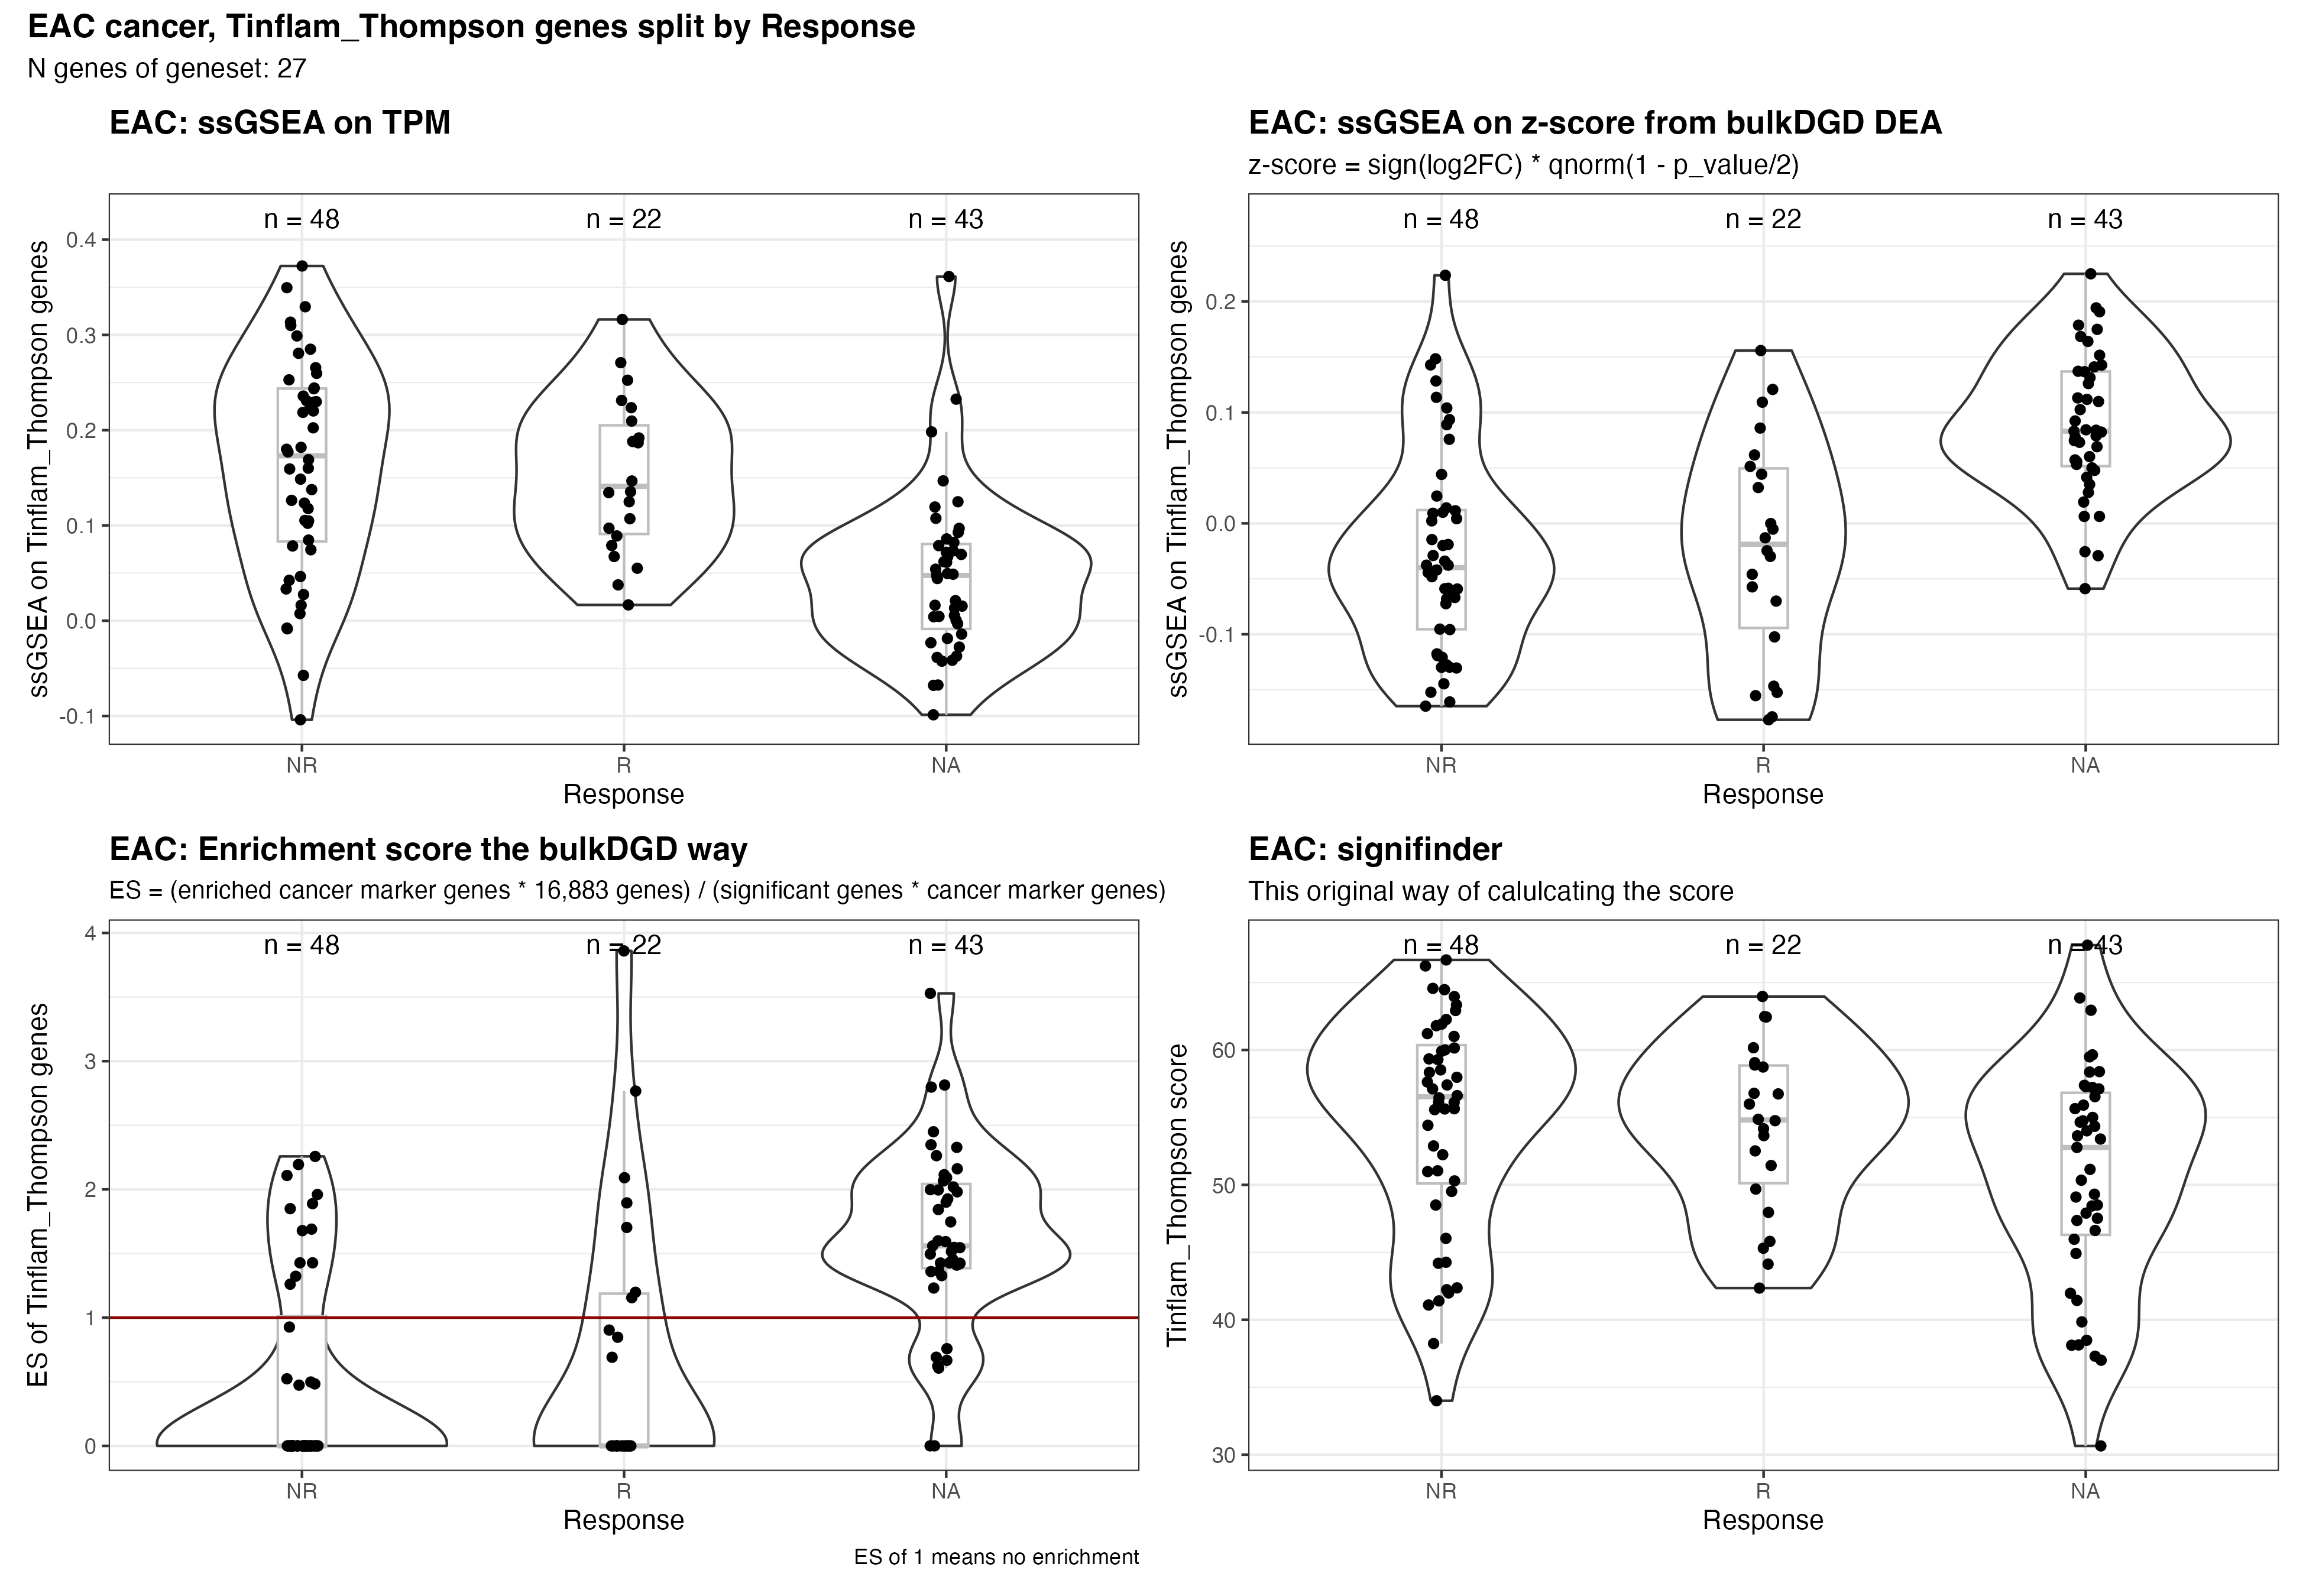 EAC cancer, Tinflam_Thompson genes split by Response
N genes of geneset: 27
EAC: ssGSEA on TPM
n = 48
n = 22
n = 43
ssGSEA on Tinflam_Thompson genes
0.4
0.3
0.2
0.1
0.0
-0.1
NR
R
NA
Response
EAC: ssGSEA on z-score from bulkDGD DEA
z-score = sign(log2FC) * qnorm(1 - p_value/2)
n = 48
n = 22
n = 43
ssGSEA on Tinflam_Thompson genes
0.2
0.1
0.0
-0.1
NR
R
NA
Response
EAC: Enrichment score the bulkDGD way
ES = (enriched cancer marker genes * 16,883 genes) / (significant genes * cancer marker genes)
n = 48
n = 22
n = 43
ES of Tinflam_Thompson genes
4
3
2
1
0
NR
R
NA
Response
ES of 1 means no enrichment
EAC: signifinder
This original way of calulcating the score
n = 48
n = 22
n = 43
Tinflam_Thompson score
60
50
40
30
NR
R
NA
Response